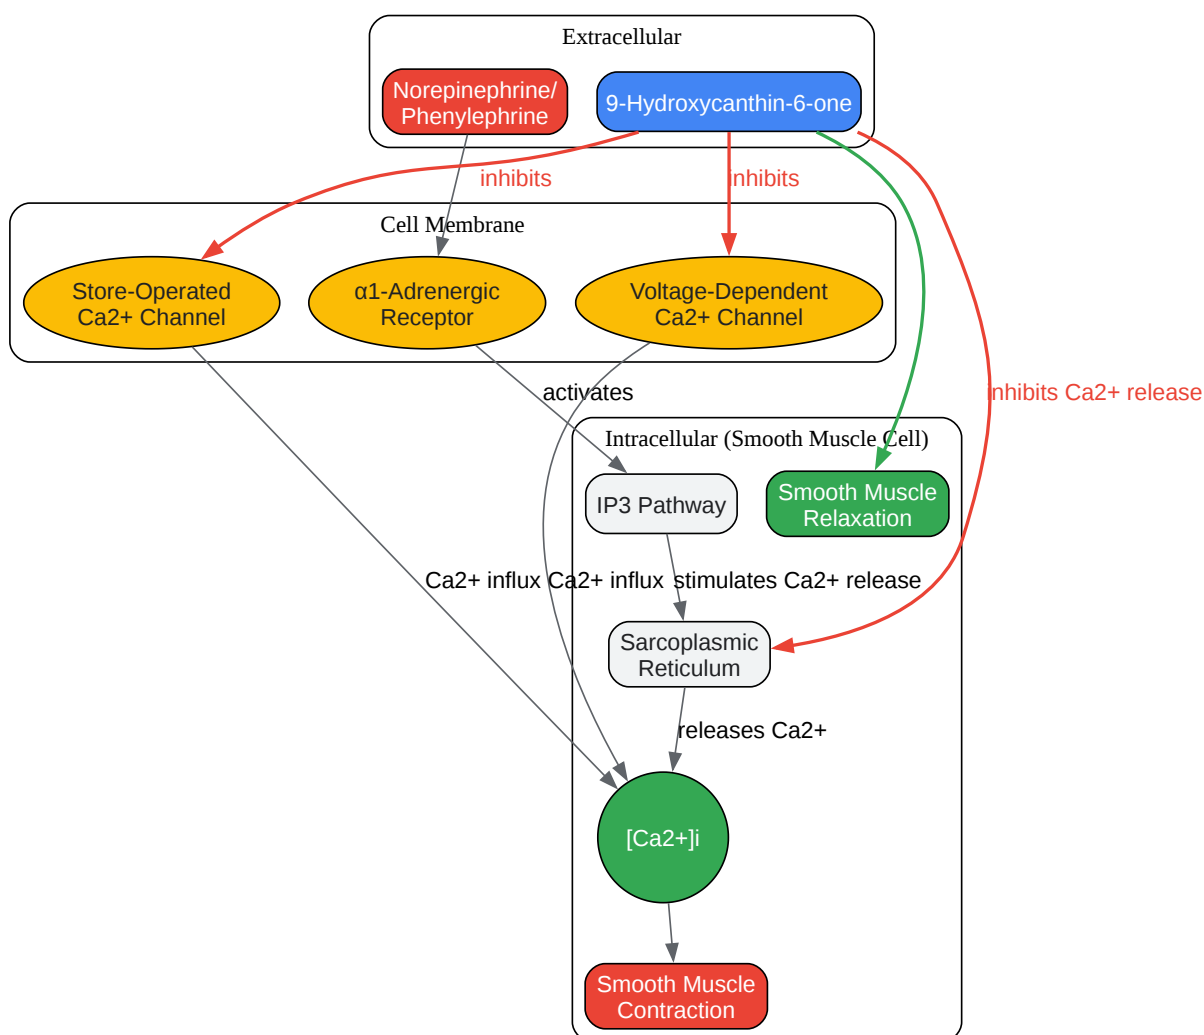 Extracellular
Norepinephrine/
Phenylephrine
9-Hydroxycanthin-6-one
inhibits
inhibits
Cell Membrane
Store-Operated
Ca2+ Channel
α1-Adrenergic
Receptor
Voltage-Dependent
Ca2+ Channel
activates
inhibits Ca2+ release
Intracellular (Smooth Muscle Cell)
IP3 Pathway
Smooth Muscle
Relaxation
Ca2+ influx
Ca2+ influx
stimulates Ca2+ release
Sarcoplasmic
Reticulum
releases Ca2+
[Ca2+]i
Smooth Muscle
Contraction